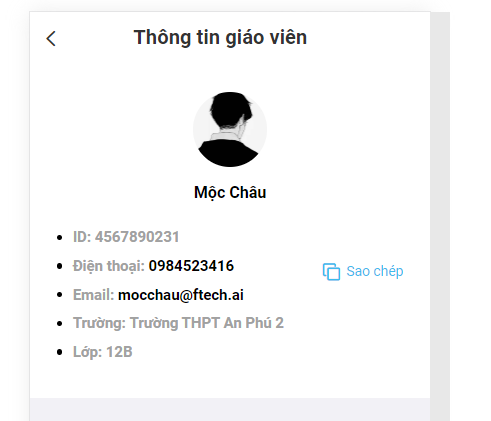 Thông tin giáo viên
Mộc Châu
ID: 4567890231
Điện thoại: 0984523416
Sao chép
Email: mocchau@ftech.ai
Trường: Trường THPT An Phú 2
Lớp: 12B